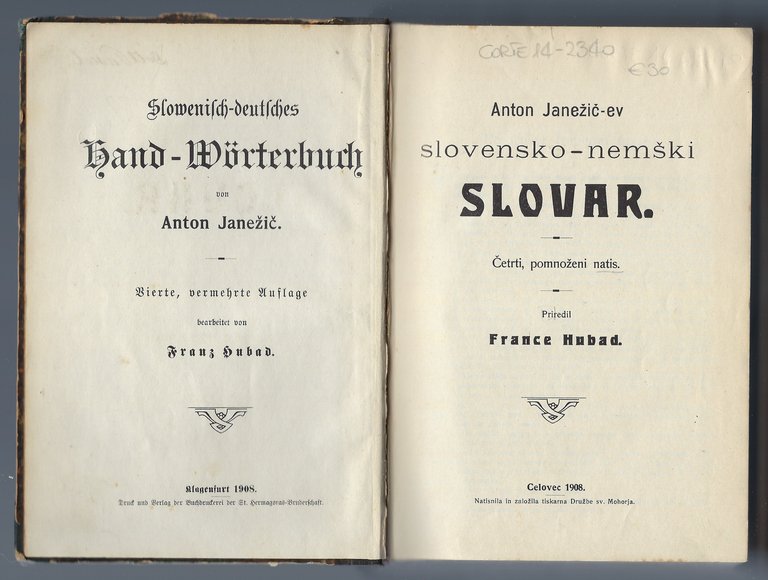 Slowenisch-deutsches
Hand-Wörterbuch
von
Anton Janežič.
Vierte, vermehrte Auflage
bearbeitet von
Franz Hubad.
Klagenfurt 1908.
Druck und Verlag der Buchdruckerei der St. Hermagoras-Bruderschaft.
CORTE 14-2340
€30
Anton Janežič-ev
slovensko-nemški
SLOVAR.
Četrti, pomnoženi natis.
Priredil
France Hubad.
Celovec 1908.
Natisnila in založila tiskarna Družbe sv. Mohorja.